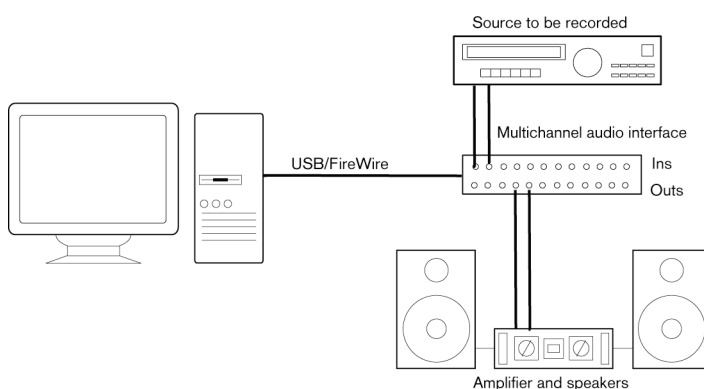 Source to be recorded
Multichannel audio interface
USB/FireWire
Ins
Outs
Amplifier and speakers